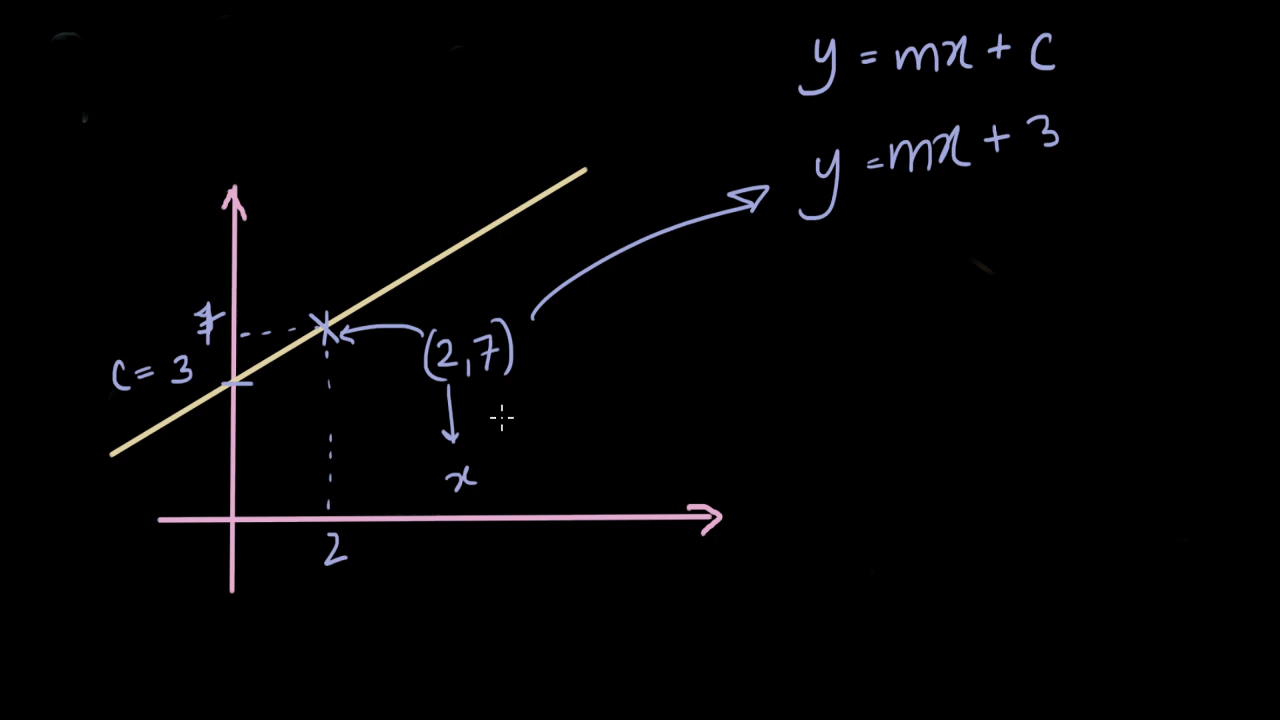 y = mx + c
y = mx + 3
7
(2,7)
c = 3
x
2